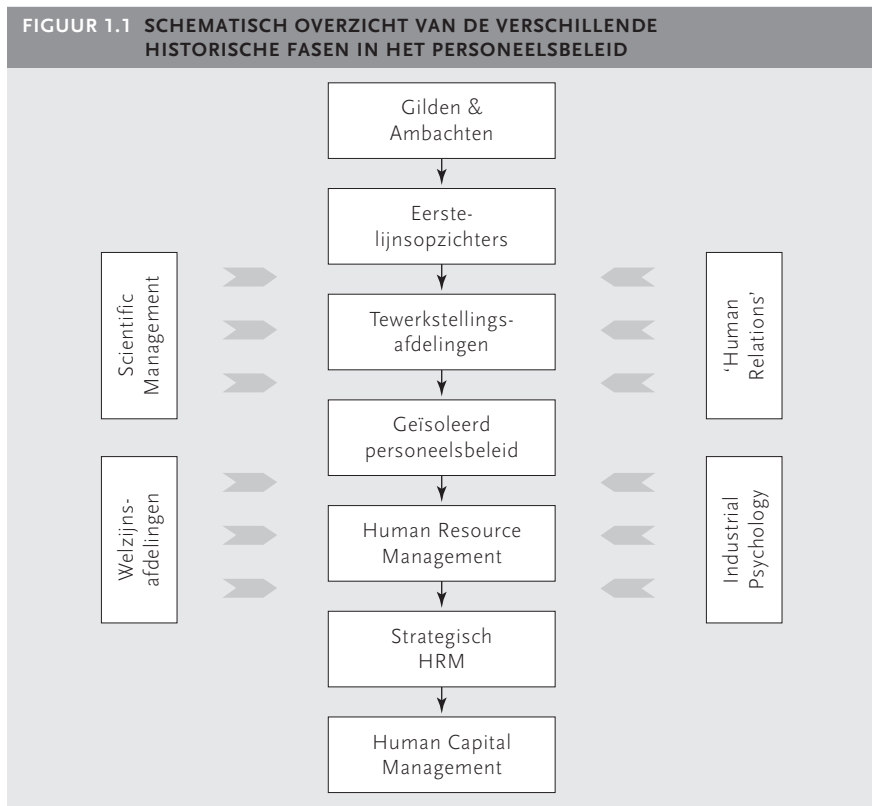 FIGUUR 1.1 SCHEMATISCH OVERZICHT VAN DE VERSCHILLENDE
HISTORISCHE FASEN IN HET PERSONEELSBELEID
Gilden &
Ambachten
Eerste-
lijnsopzichters
Scientific
Management
Tewerkstellings-
afdelingen
'Human
Relations'
Geïsoleerd
personeelsbeleid
Welzijns-
afdelingen
Human Resource
Management
Industrial
Psychology
Strategisch
HRM
Human Capital
Management